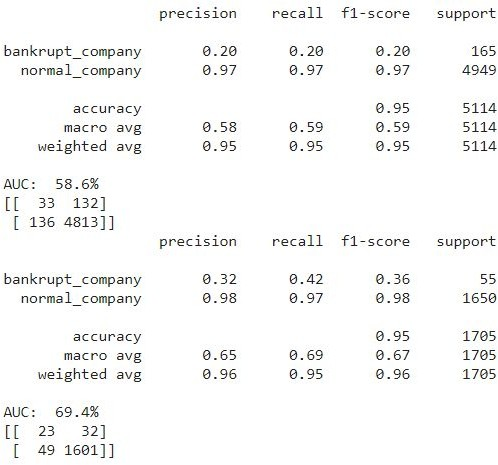 precision recall f1-score support
bankrupt_company 0.20 0.20 0.20 165
normal_company 0.97 0.97 0.97 4949
accuracy 0.95 5114
macro avg 0.58 0.59 0.59 5114
weighted avg 0.95 0.95 0.95 5114
AUC: 58.6%
[[ 33 132]
[ 136 4813]]
precision recall f1-score support
bankrupt_company 0.32 0.42 0.36 55
normal_company 0.98 0.97 0.98 1650
accuracy 0.95 1705
macro avg 0.65 0.69 0.67 1705
weighted avg 0.96 0.95 0.96 1705
AUC: 69.4%
[[ 23 32]
[ 49 1601]]